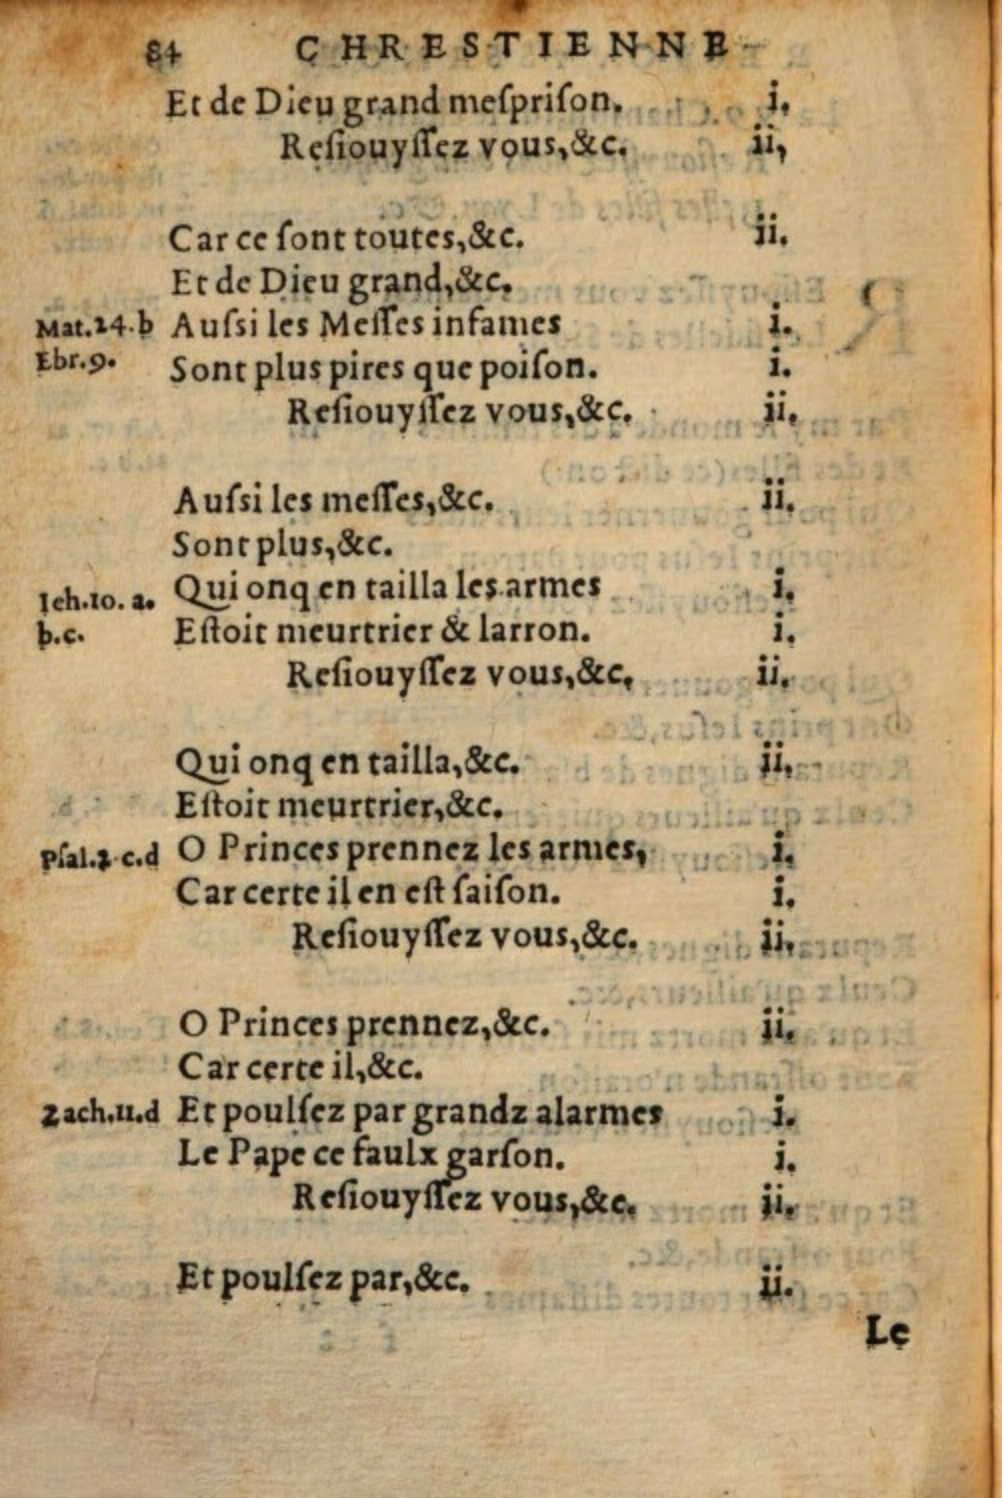 84 CHRESTIENNE
Et de Dieu grand meſpriſon. i.
Reſiouyſſez vous,&c. ii,
Car ce ſont toutes,&c. ii.
Et de Dieu grand,&c.
Mat.24.b Auſsi les Meſſes infames i.
Ebr.9. Sont plus pires que poiſon. i.
Reſiouyſſez vous,&c. ii.
Auſsi les meſſes,&c. ii.
Sont plus,&c.
Ieh.10. a. Qui onq en tailla les armes i.
b.c. Eſtoit meurtrier & larron. i.
Reſiouyſſez vous,&c. ii.
Qui onq en tailla,&c. ii.
Eſtoit meurtrier,&c.
Pſal.2 c.d O Princes prennez les armes, i.
Car certe il en eſt ſaiſon. i.
Reſiouyſſez vous,&c. ii.
O Princes prennez,&c. ii.
Car certe il,&c.
Zach.11.d Et poulſez par grandz alarmes i.
Le Pape ce faulx garſon. i.
Reſiouyſſez vous,&c. ii.
Et poulſez par,&c. ii.
Le